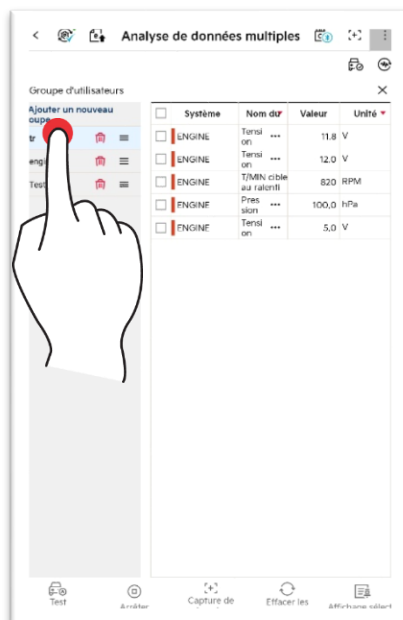 Analyse de données multiples
Groupe d'utilisateurs
Ajouter un nouveau
oupe
tr
engi
Test
Système Nom du Valeur Unité
ENGINE Tensi on ••• 11.8 V
ENGINE Tensi on ••• 12.0 V
ENGINE T/MIN cible au ralenti 820 RPM
ENGINE Pres sion ••• 100,0 hPa
ENGINE Tensi on ••• 5,0 V
Test Arrêter Capture de Effacer les Affichage sélect